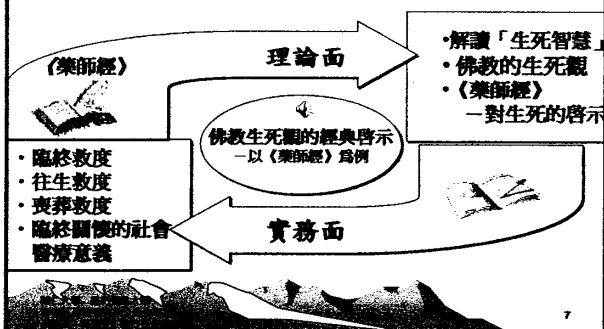 《藥師經》
理論面
·解讀「生死智慧」
·佛教的生死觀
·《藥師經》
－對生死的啓示
佛教生死觀的經典啓示
－以《藥師經》爲例
·臨終救度
·往生救度
·喪葬救度
·臨終關懷的社會
醫療意義
實務面
7